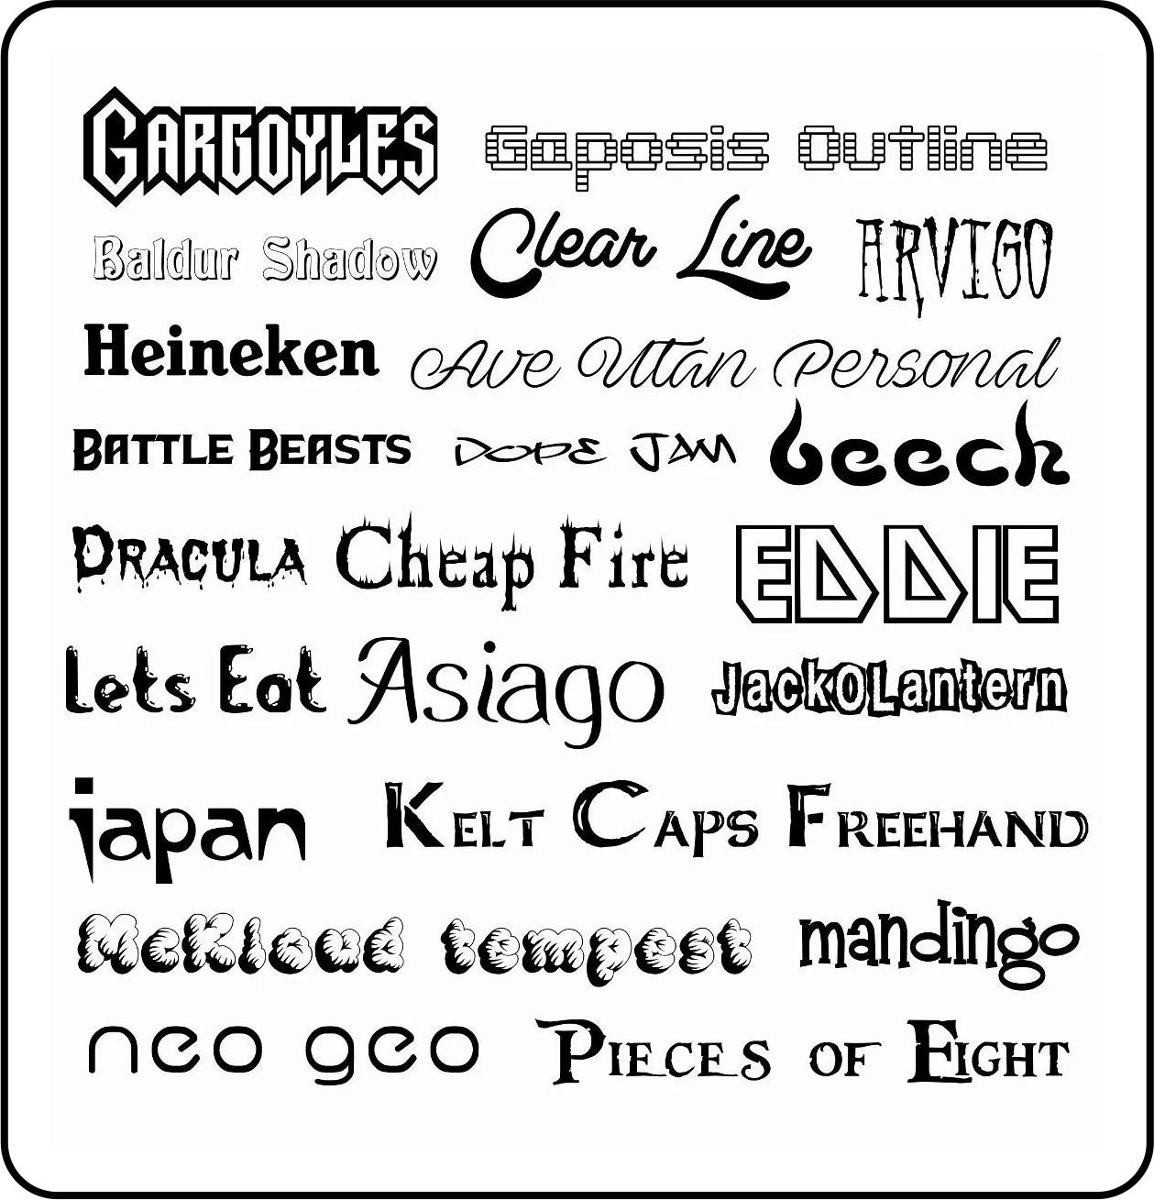 GARGOYLES Gaposis Outline
Baldur Shadow Clear Line ARVIGO
Heineken Ave Utan Personal
BATTLE BEASTS DOPE JAM beech
DRACULA Cheap Fire EDDIE
Lets Eat Asiago JackOLantern
japan KELT CAPS FREEHAND
McKloud tempest mandingo
neo geo PIECES OF EIGHT